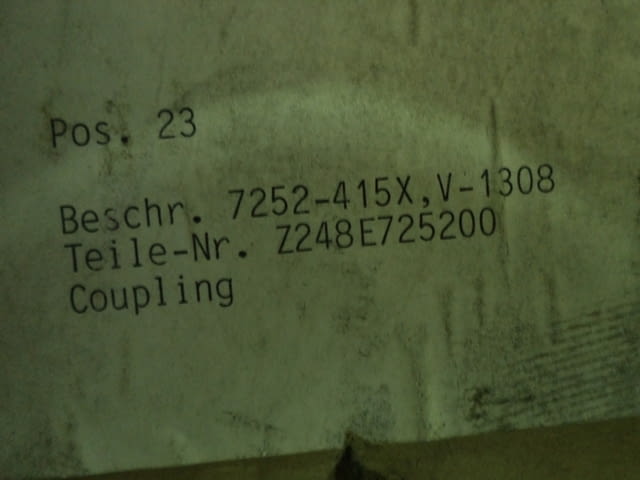 Pos. 23
Beschr. 7252-415X,V-1308
Teile-Nr. Z248E725200
Coupling